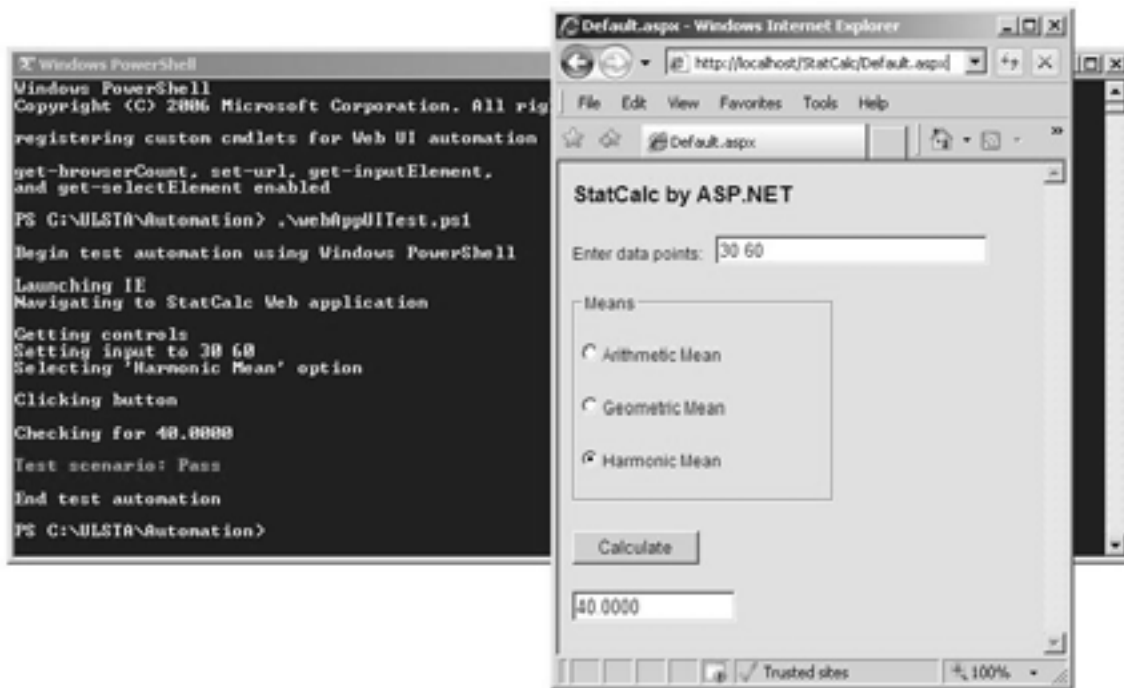 Windows PowerShell
Windows PowerShell
Copyright (C) 2006 Microsoft Corporation. All rig
registering custom cmdlets for Web UI automation
get-browserCount, set-url, get-inputElement,
and get-selectElement enabled
PS C:\ULSTA\Automation> .\webAppUITest.ps1
Begin test automation using Windows PowerShell
Launching IE
Navigating to StatCalc Web application
Getting controls
Setting input to 30 60
Selecting 'Harmonic Mean' option
Clicking button
Checking for 40.0000
Test scenario: Pass
End test automation
PS C:\ULSTA\Automation>
Default.aspx - Windows Internet Explorer
http://localhost/StatCalc/Default.aspx
File Edit View Favorites Tools Help
Default.aspx
StatCalc by ASP.NET
Enter data points: 30 60
Means
Arithmetic Mean
Geometric Mean
Harmonic Mean
Calculate
40.0000
Trusted sites 100%